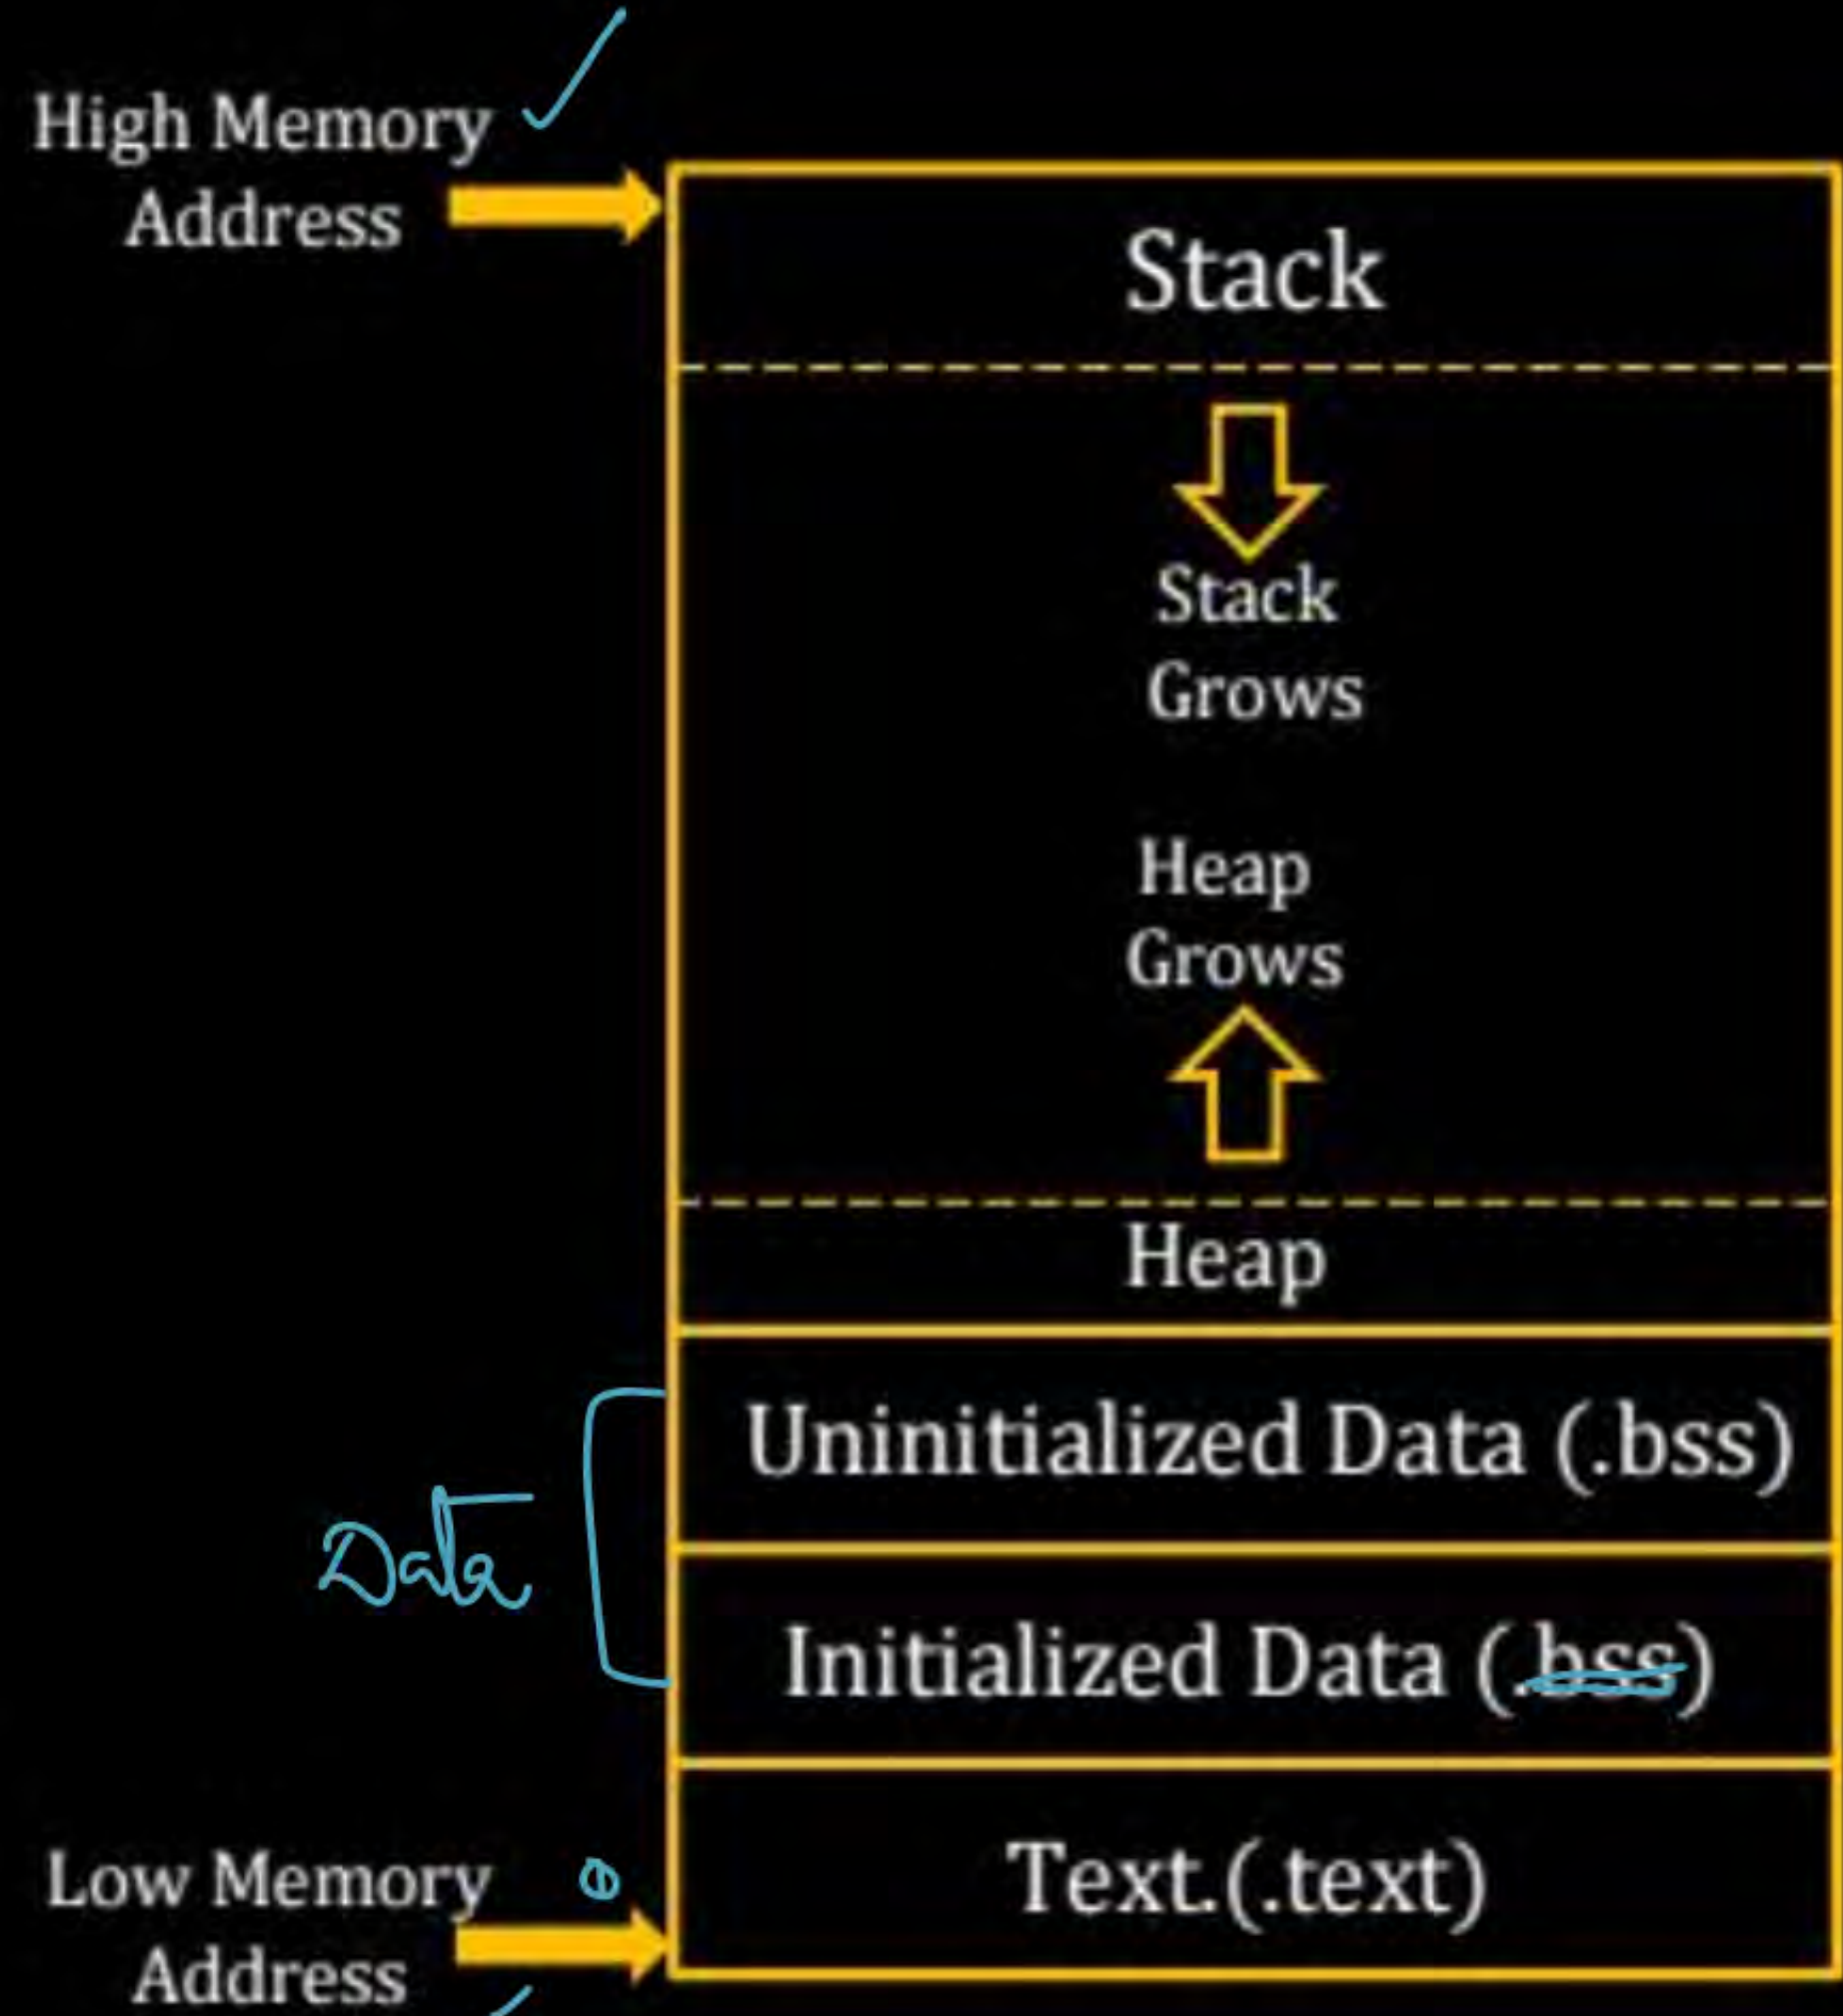 High Memory
Address
Stack
Stack
Grows
Heap
Grows
Heap
Uninitialized Data (.bss)
Data
Initialized Data (.bss)
Text.(.text)
Low Memory
0
Address